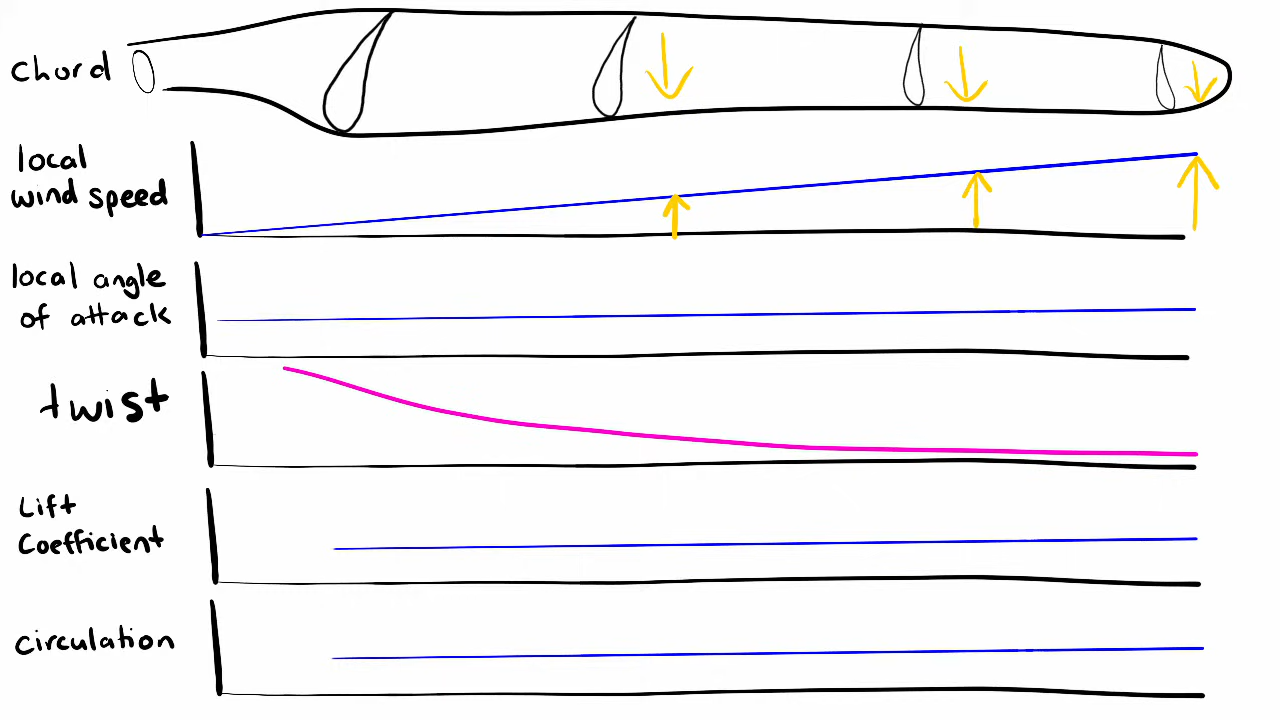 Chord
local
wind speed
local angle
of attack
twist
Lift
Coefficient
circulation